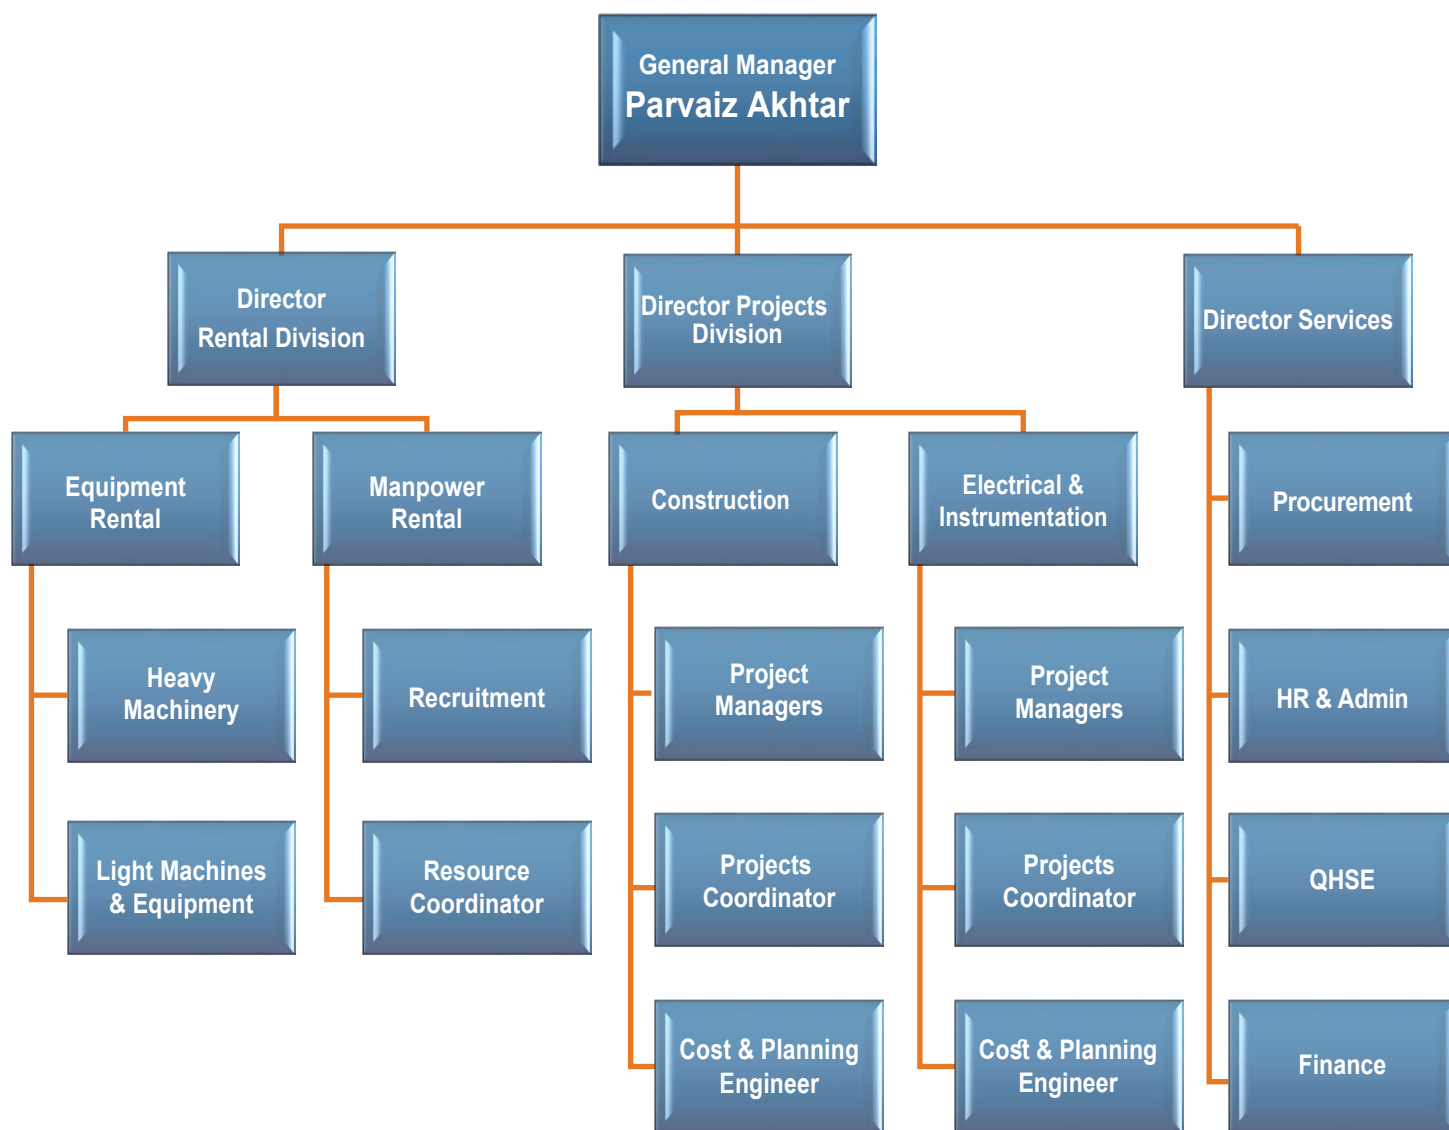 General Manager
Parvaiz Akhtar
Director
Rental Division
Director Projects
Division
Director Services
Equipment
Rental
Manpower
Rental
Construction
Electrical &
Instrumentation
Procurement
Heavy
Machinery
Recruitment
Project
Managers
Project
Managers
HR & Admin
Light Machines
& Equipment
Resource
Coordinator
Projects
Coordinator
Projects
Coordinator
QHSE
Cost & Planning
Engineer
Cost & Planning
Engineer
Finance